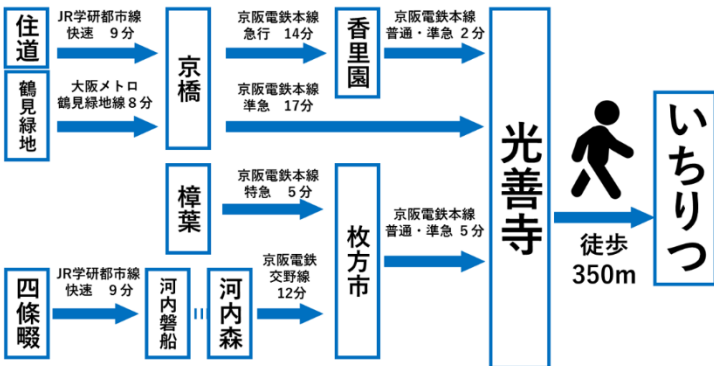 住道
JR学研都市線
快速 9分
鶴見緑地
大阪メトロ
鶴見緑地線8分
京橋
京阪電鉄本線
急行 14分
香里園
京阪電鉄本線
普通・準急 2分
京阪電鉄本線
準急 17分
樟葉
京阪電鉄本線
特急 5分
四條畷
JR学研都市線
快速 9分
河内磐船
河内森
京阪電鉄
交野線
12分
枚方市
京阪電鉄本線
普通・準急 5分
光善寺
徒歩
350m
いちりつ